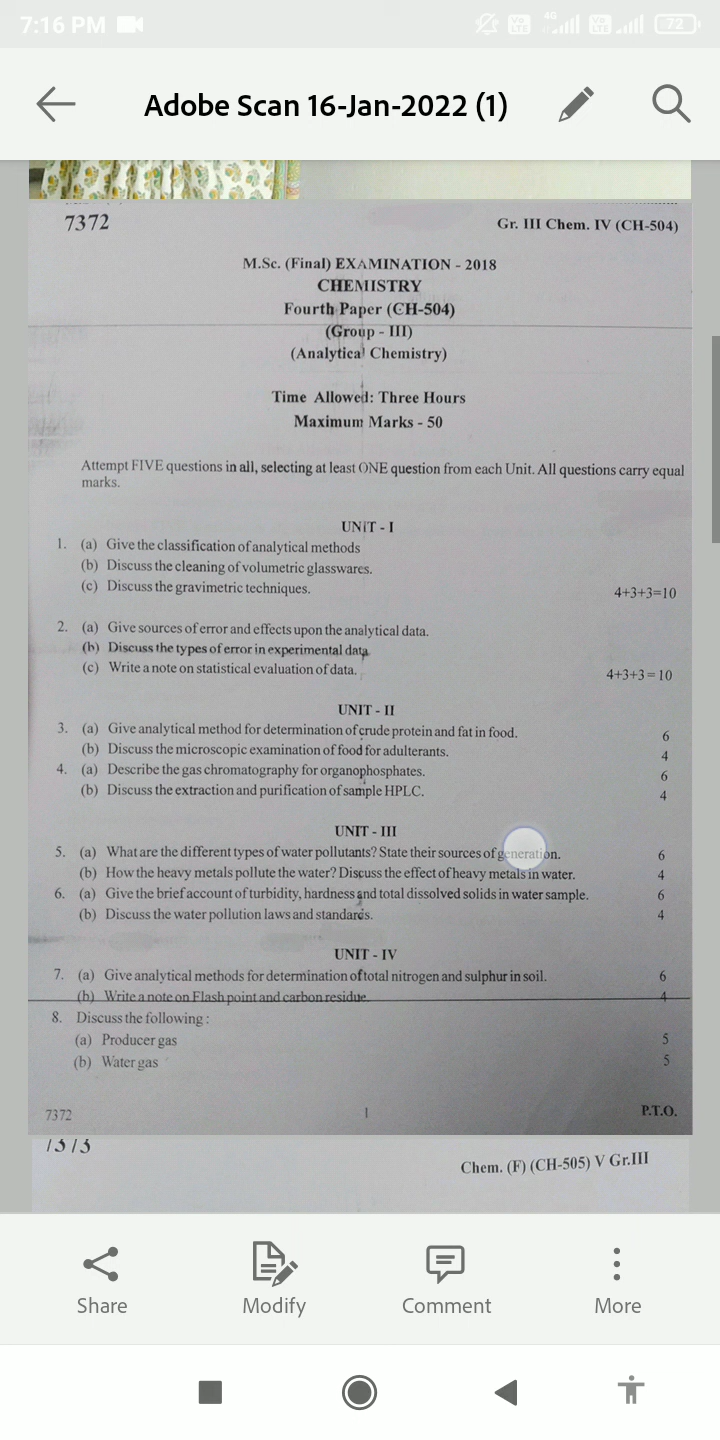 7:16 PM
4G
Vo LTE
Vo LTE
72
Adobe Scan 16-Jan-2022 (1)
7372
Gr. III Chem. IV (CH-504)
M.Sc. (Final) EXAMINATION - 2018
CHEMISTRY
Fourth Paper (CH-504)
(Group - III)
(Analytical Chemistry)
Time Allowed: Three Hours
Maximum Marks - 50
Attempt FIVE questions in all, selecting at least ONE question from each Unit. All questions carry equal
marks.
UNIT - I
1. (a) Give the classification of analytical methods
(b) Discuss the cleaning of volumetric glasswares.
(c) Discuss the gravimetric techniques. 4+3+3=10
2. (a) Give sources of error and effects upon the analytical data.
(b) Discuss the types of error in experimental data
(c) Write a note on statistical evaluation of data. 4+3+3=10
UNIT - II
3. (a) Give analytical method for determination of crude protein and fat in food. 6
(b) Discuss the microscopic examination of food for adulterants. 4
4. (a) Describe the gas chromatography for organophosphates. 6
(b) Discuss the extraction and purification of sample HPLC. 4
UNIT - III
5. (a) What are the different types of water pollutants? State their sources of generation. 6
(b) How the heavy metals pollute the water? Discuss the effect of heavy metals in water. 4
6. (a) Give the brief account of turbidity, hardness and total dissolved solids in water sample. 6
(b) Discuss the water pollution laws and standards. 4
UNIT - IV
7. (a) Give analytical methods for determination of total nitrogen and sulphur in soil. 6
(b) Write a note on Flash point and carbon residue. 4
8. Discuss the following :
(a) Producer gas 5
(b) Water gas 5
7372 1 P.T.O.
Chem. (F) (CH-505) V Gr.III
Share Modify Comment More